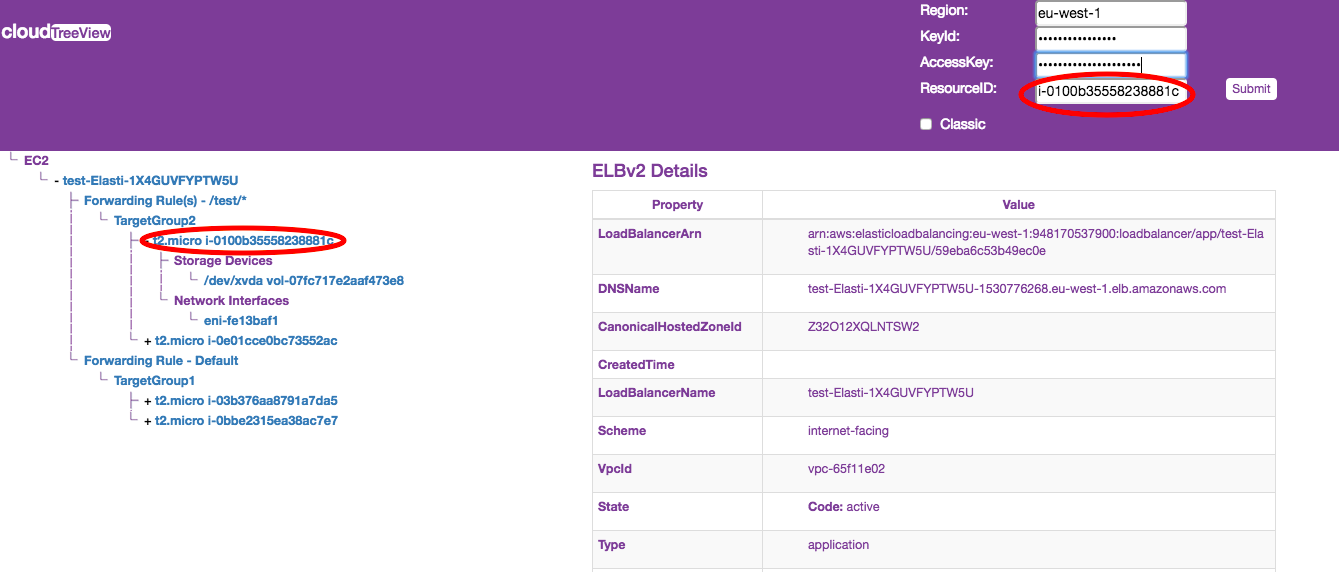 cloudTreeView
Region: eu-west-1
KeyId: ••••••••••••••••
AccessKey: •••••••••••••••••••••
ResourceID: i-0100b35558238881c Submit
Classic
EC2
- test-Elasti-1X4GUVFYPTW5U
Forwarding Rule(s) - /test/*
TargetGroup2
- t2.micro i-0100b35558238881c
Storage Devices
/dev/xvda vol-07fc717e2aaf473e8
Network Interfaces
eni-fe13baf1
+ t2.micro i-0e01cce0bc73552ac
Forwarding Rule - Default
TargetGroup1
+ t2.micro i-03b376aa8791a7da5
+ t2.micro i-0bbe2315ea38ac7e7
ELBv2 Details
Property Value
LoadBalancerArn arn:aws:elasticloadbalancing:eu-west-1:948170537900:loadbalancer/app/test-Ela
sti-1X4GUVFYPTW5U/59eba6c53b49ec0e
DNSName test-Elasti-1X4GUVFYPTW5U-1530776268.eu-west-1.elb.amazonaws.com
CanonicalHostedZoneId Z32O12XQLNTSW2
CreatedTime
LoadBalancerName test-Elasti-1X4GUVFYPTW5U
Scheme internet-facing
VpcId vpc-65f11e02
State Code: active
Type application